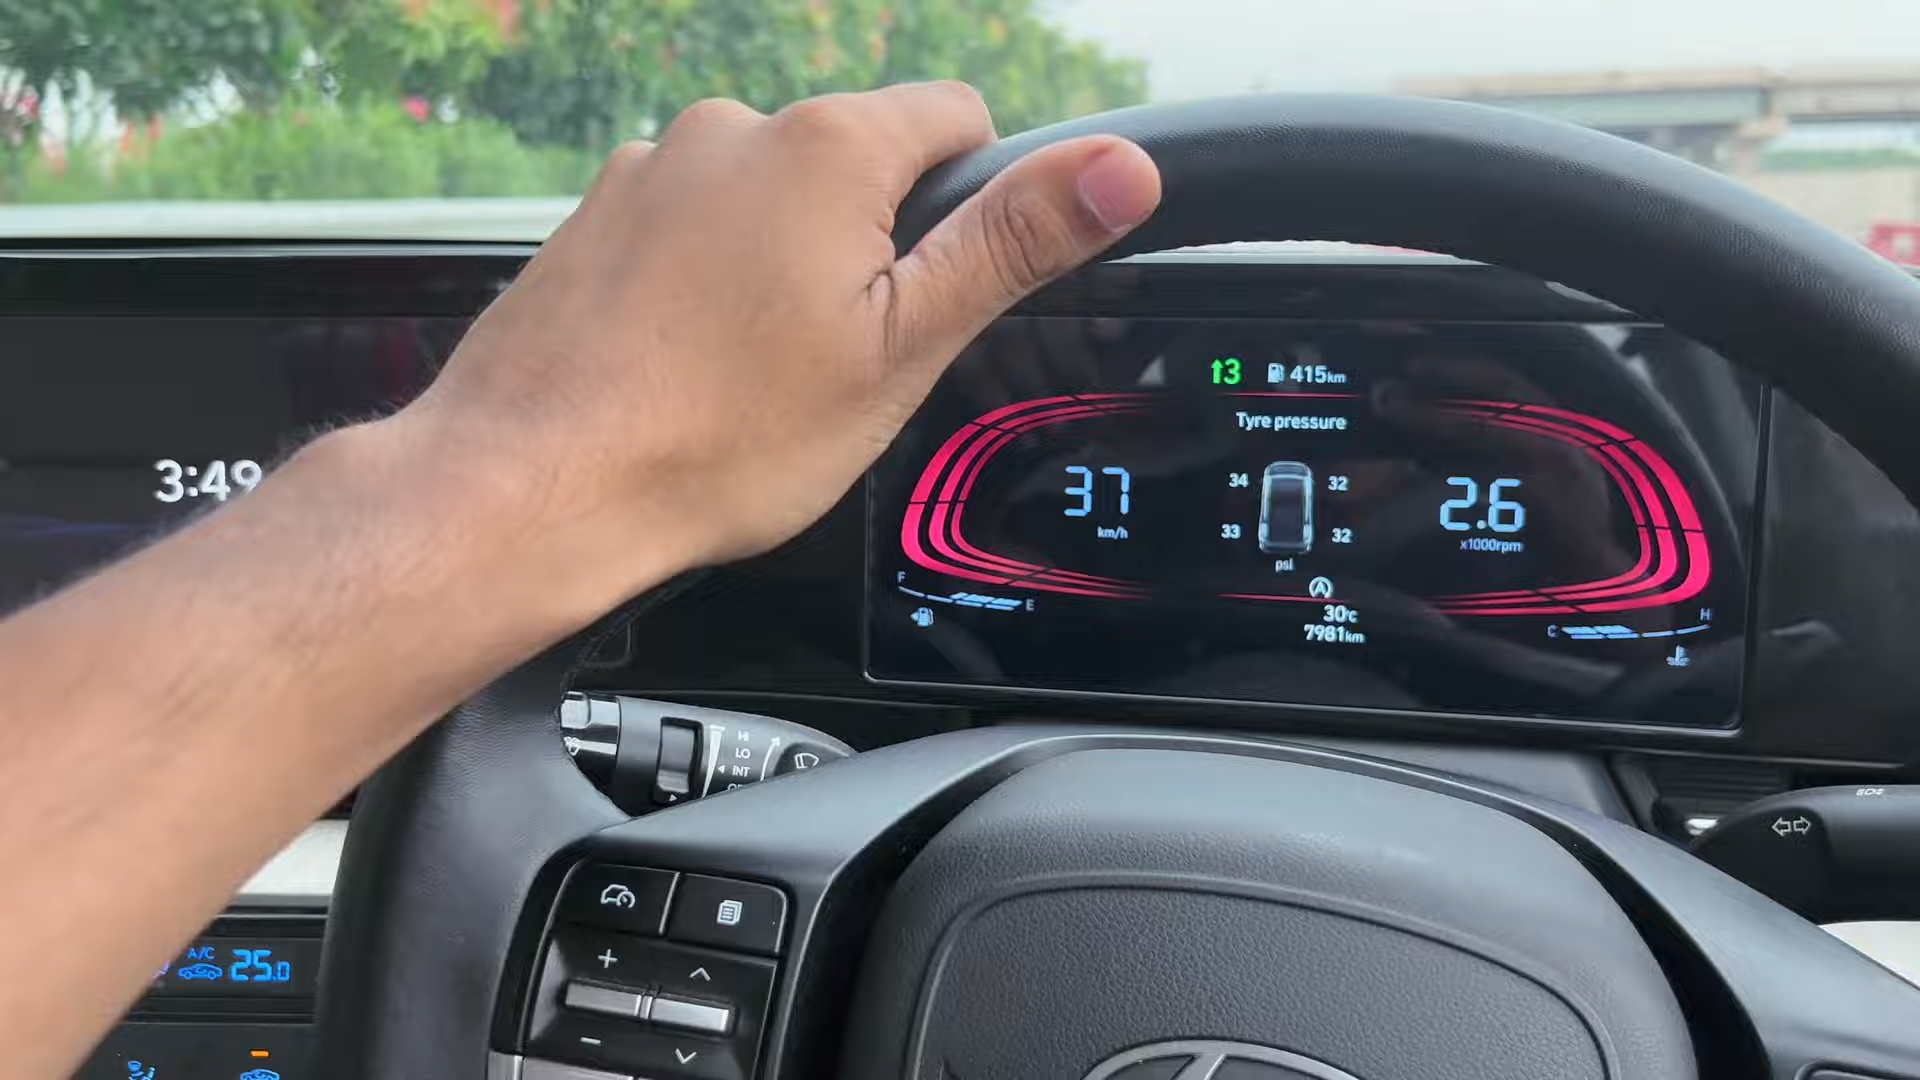 3:49
↑3 415km
Tyre pressure
34 32
37 km/h
2.6 x1000rpm
33 32
psi
F E
A
30°c
7981km
C H
HI
LO
INT
A/C 25.0